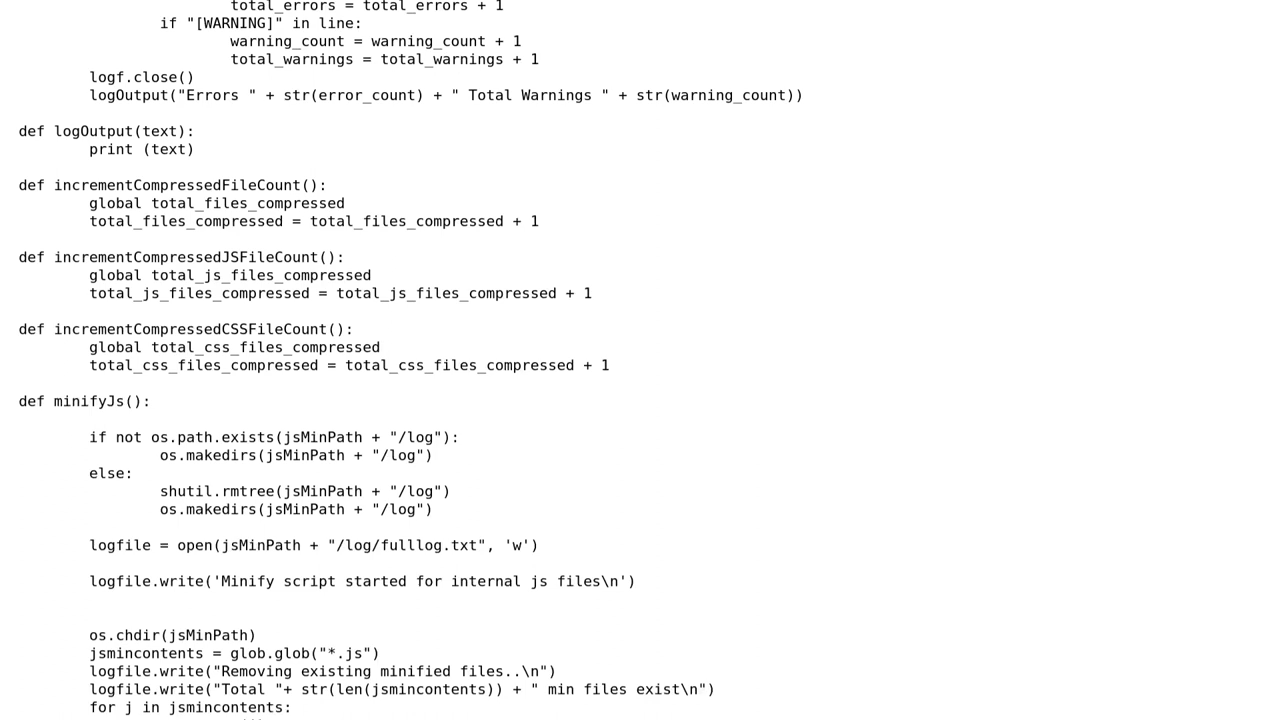 total_errors = total_errors + 1
if "[WARNING]" in line:
warning_count = warning_count + 1
total_warnings = total_warnings + 1
logf.close()
logOutput("Errors " + str(error_count) + " Total Warnings " + str(warning_count))
def logOutput(text):
print (text)
def incrementCompressedFileCount():
global total_files_compressed
total_files_compressed = total_files_compressed + 1
def incrementCompressedJSFileCount():
global total_js_files_compressed
total_js_files_compressed = total_js_files_compressed + 1
def incrementCompressedCSSFileCount():
global total_css_files_compressed
total_css_files_compressed = total_css_files_compressed + 1
def minifyJs():
if not os.path.exists(jsMinPath + "/log"):
os.makedirs(jsMinPath + "/log")
else:
shutil.rmtree(jsMinPath + "/log")
os.makedirs(jsMinPath + "/log")
logfile = open(jsMinPath + "/log/fulllog.txt", 'w')
logfile.write('Minify script started for internal js files\n')
os.chdir(jsMinPath)
jsmincontents = glob.glob("*.js")
logfile.write("Removing existing minified files..\n")
logfile.write("Total "+ str(len(jsmincontents)) + " min files exist\n")
for j in jsmincontents: